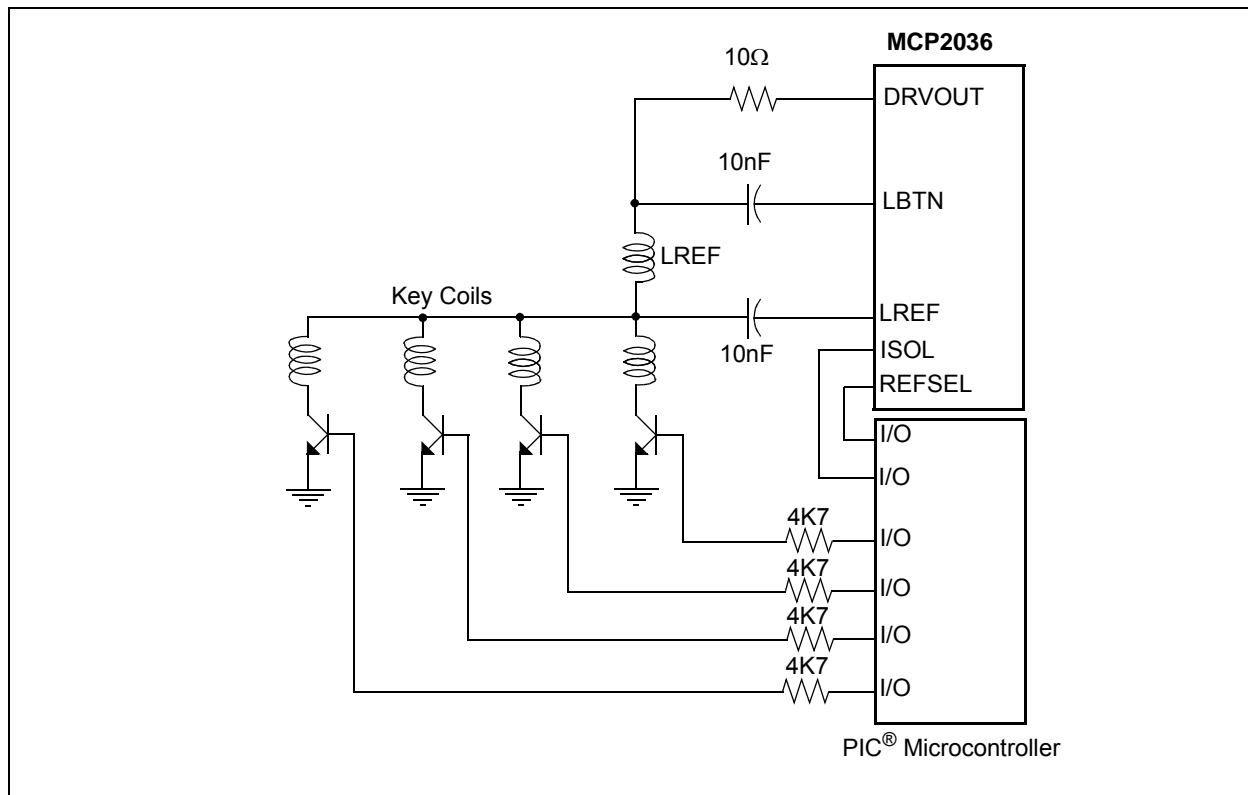 MCP2036
10Ω
DRVOUT
10nF
LBTN
LREF
Key Coils
LREF
10nF
ISOL
REFSEL
I/O
I/O
4K7
I/O
4K7
I/O
4K7
I/O
4K7
I/O
PIC® Microcontroller